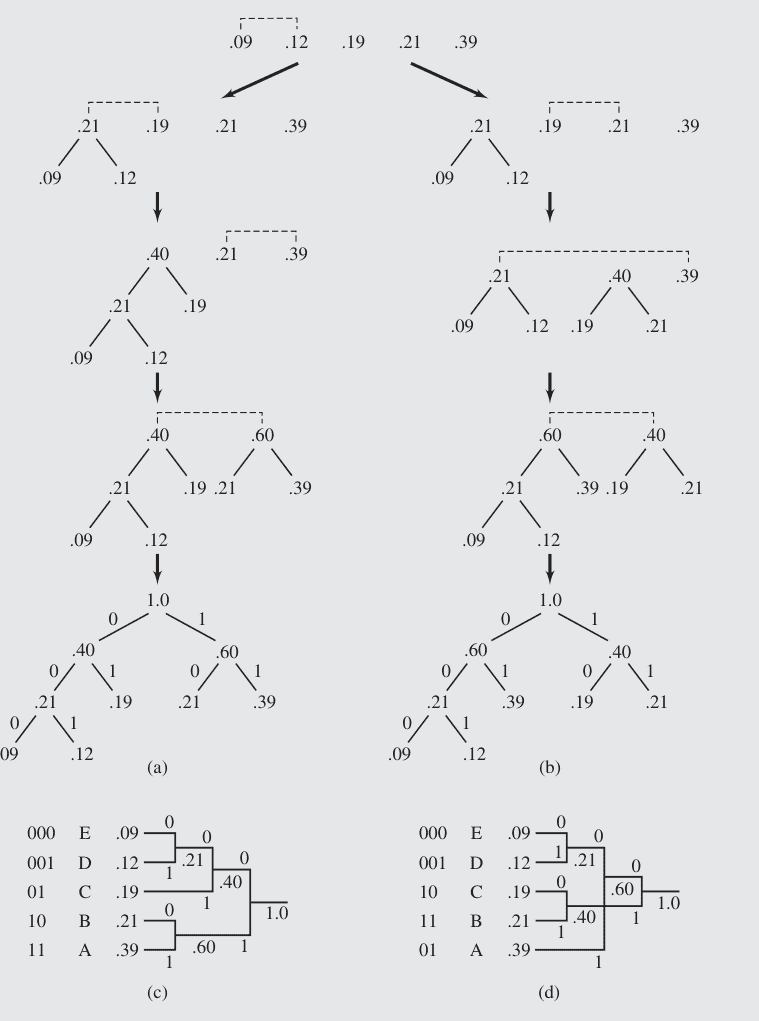 .09 .12 .19 .21 .39
.21 .19 .21 .39 .21 .19 .21 .39
.09 .12 .09 .12
.40 .21 .39
.21 .40 .39
.21 .19
.09 .12 .19 .21
.09 .12
.40 .60 .60 .40
.21 .19 .21 .39 .21 .39 .19 .21
.09 .12 .09 .12
1.0 1.0
0 1 0 1
.40 .60 .60 .40
0 1 0 1 0 1 0 1
.21 .19 .21 .39 .21 .39 .19 .21
0 1 0 1
09 .12 .09 .12
(a) (b)
0 0
000 E .09 0 000 E .09 0
001 D .12 .21 0 001 D .12 1 .21 0
1 .40 0 .60
01 C .19 10 C .19
1 1.0 1.0
10 B .21 0 11 B .21 .40 1
1
11 A .39 .60 1 01 A .39
1 1
(c) (d)